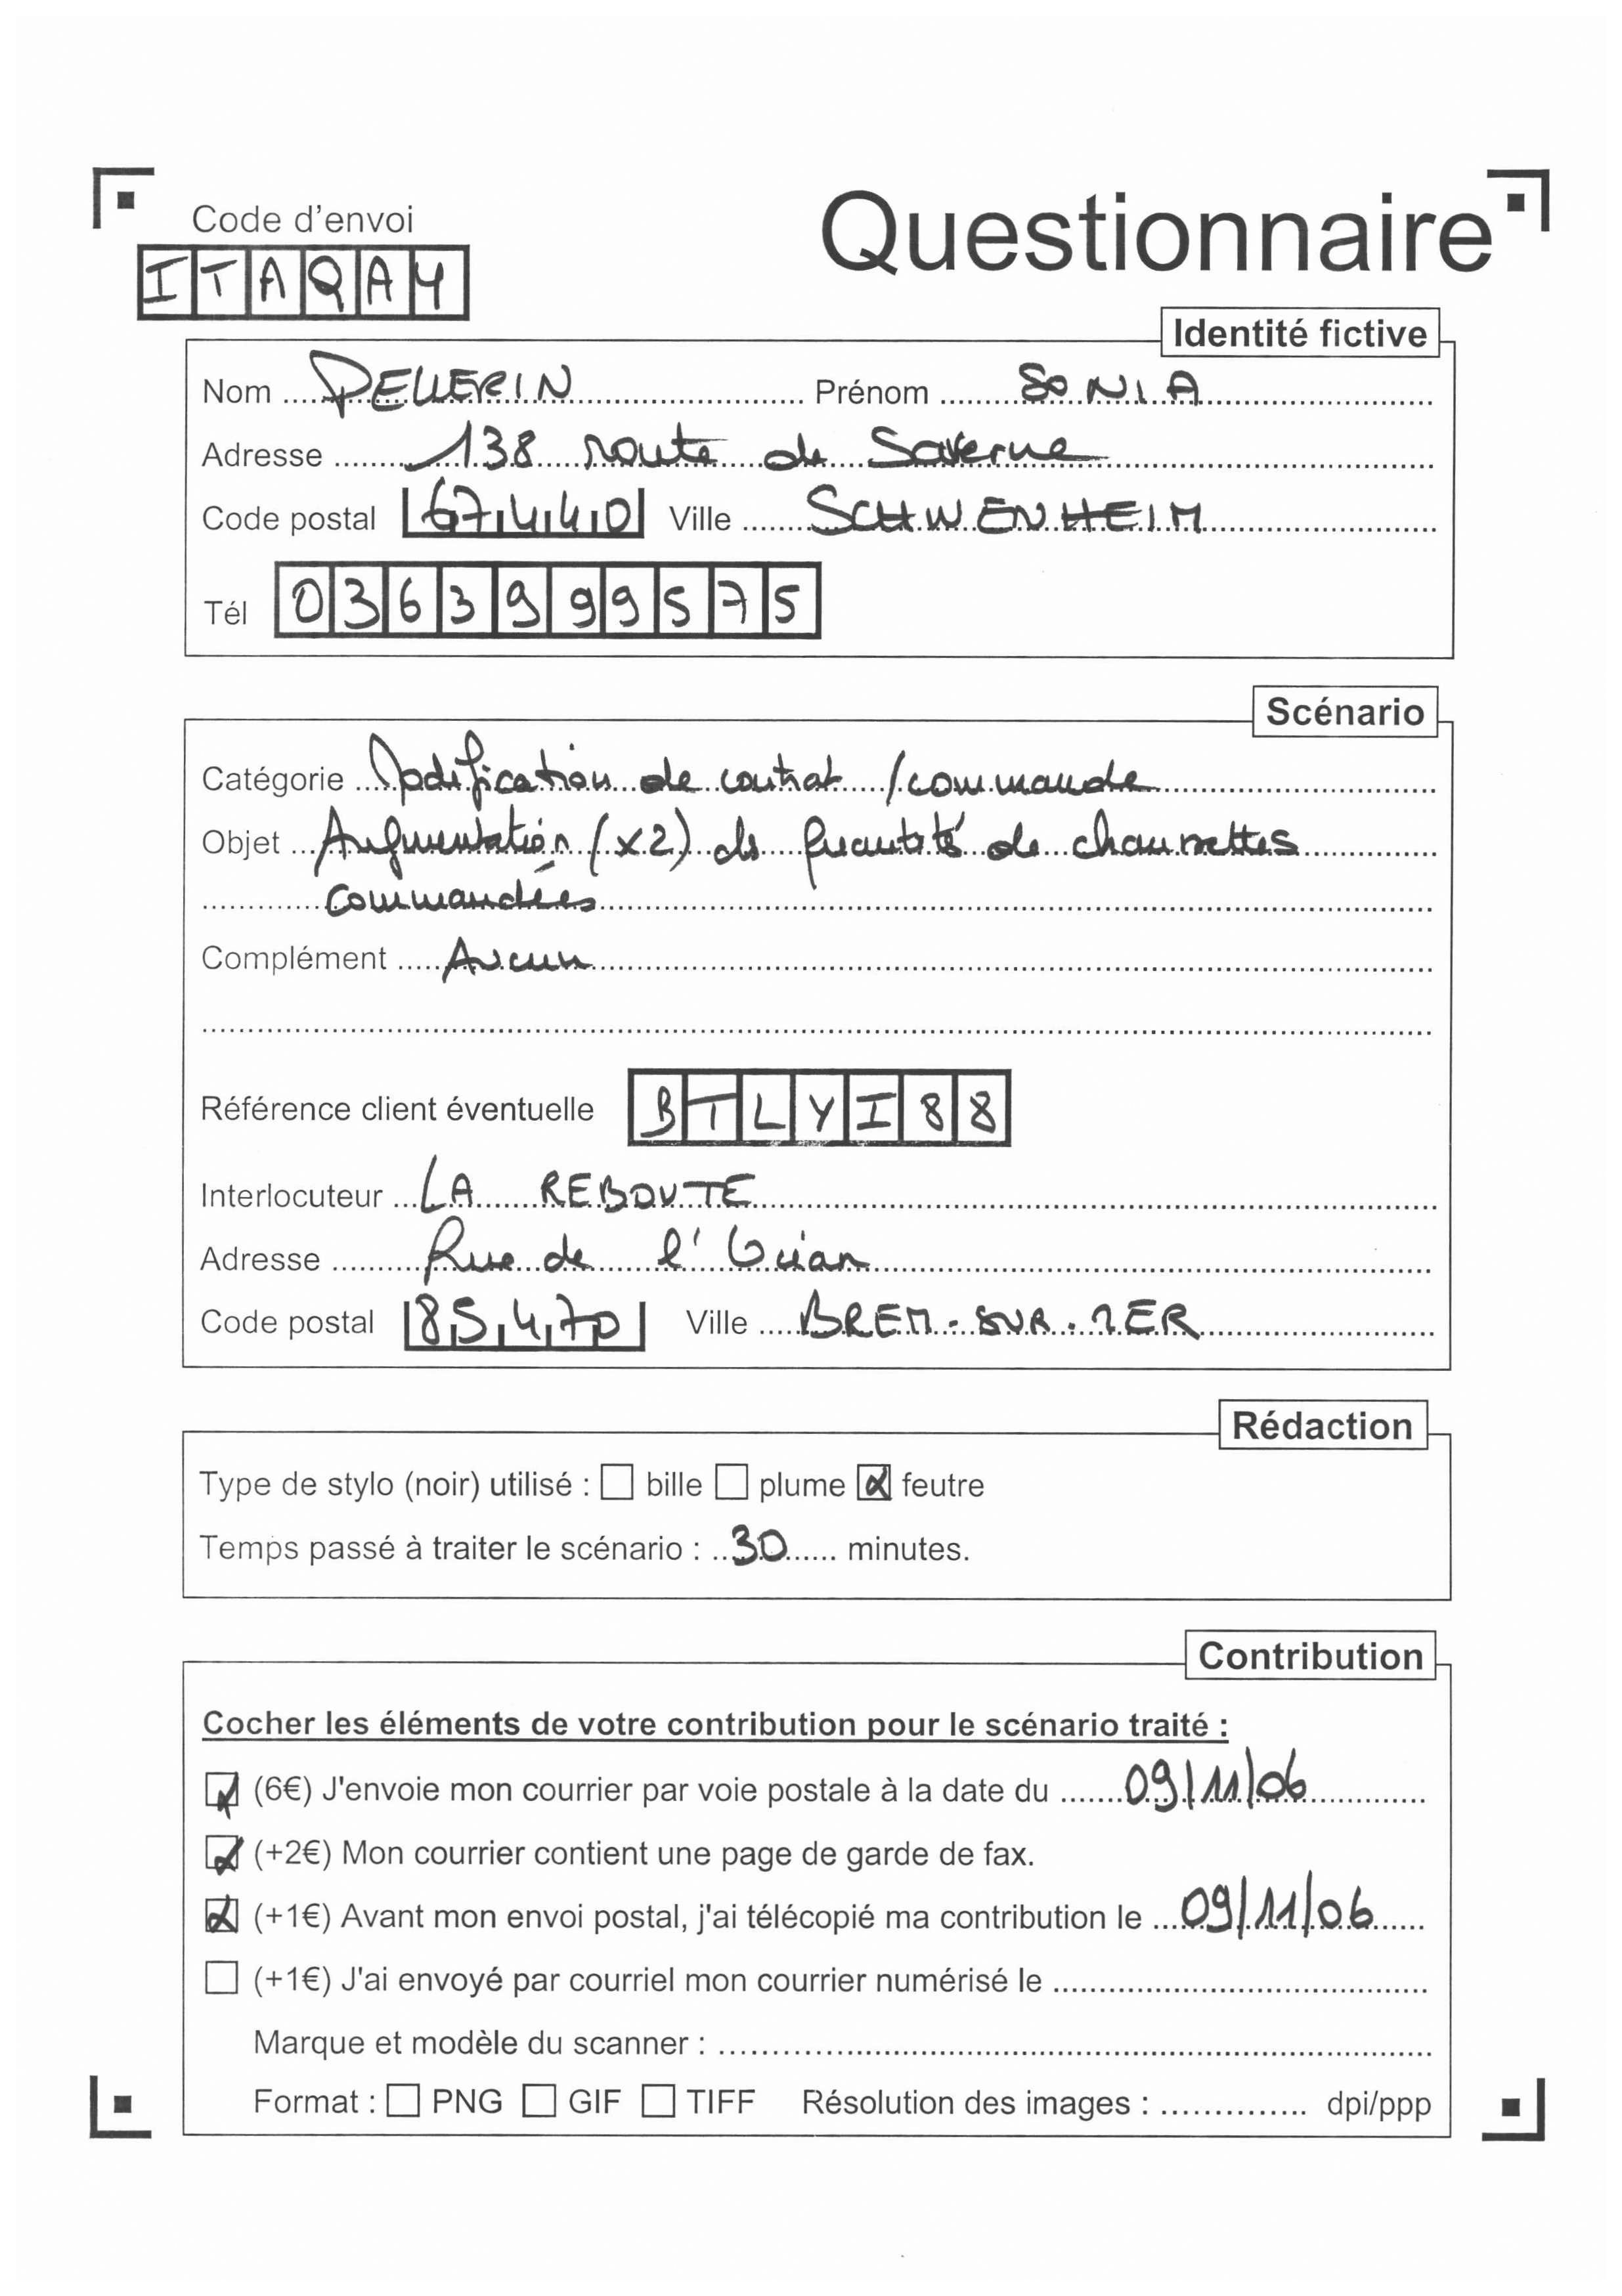 Questionnaire
Code d'envoi
ITAQAY
Identité fictive
Nom PELLERIN Prénom SONIA
Adresse 138 route de Saverne
Code postal 67440 Ville SCHWENHEIM
Tél 0363999575
Scénario
Catégorie Modification de contrat / commande
Objet Augmentation (x2) de quantité de chaussettes
commandées
Complément Aucun
Référence client éventuelle BTLYI88
Interlocuteur LA REBOUTE
Adresse Rue de l'
Code postal 85470 Ville BREM-SUR-MER
Rédaction
Type de stylo (noir) utilisé : ☐ bille ☐ plume ☒ feutre
Temps passé à traiter le scénario : 30 minutes.
Contribution
Cocher les éléments de votre contribution pour le scénario traité :
☒ (6€) J'envoie mon courrier par voie postale à la date du 09/11/06
☒ (+2€) Mon courrier contient une page de garde de fax.
☒ (+1€) Avant mon envoi postal, j'ai télécopié ma contribution le 09/11/06
☐ (+1€) J'ai envoyé par courriel mon courrier numérisé le
Marque et modèle du scanner :
Format : ☐ PNG ☐ GIF ☐ TIFF Résolution des images : dpi/ppp